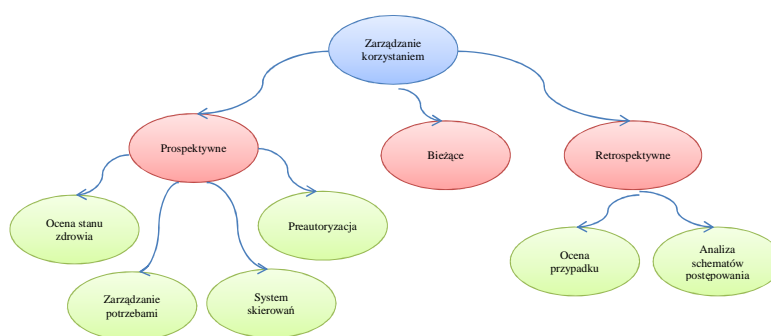 Zarządzanie
korzystaniem
Prospektywne
Bieżące
Retrospektywne
Ocena stanu
zdrowia
Preautoryzacja
Zarządzanie
potrzebami
System
skierowań
Ocena
przypadku
Analiza
schematów
postępowania